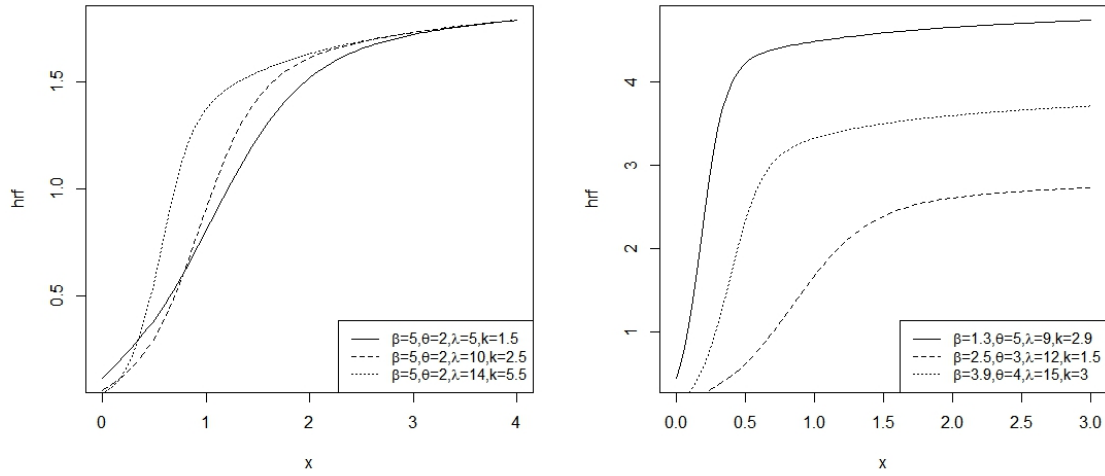 hrf
1.5
1.0
0.5
0 1 2 3 4
x
β=5,θ=2,λ=5,k=1.5
β=5,θ=2,λ=10,k=2.5
β=5,θ=2,λ=14,k=5.5
hrf
4
3
2
1
0.0 0.5 1.0 1.5 2.0 2.5 3.0
x
β=1.3,θ=5,λ=9,k=2.9
β=2.5,θ=3,λ=12,k=1.5
β=3.9,θ=4,λ=15,k=3